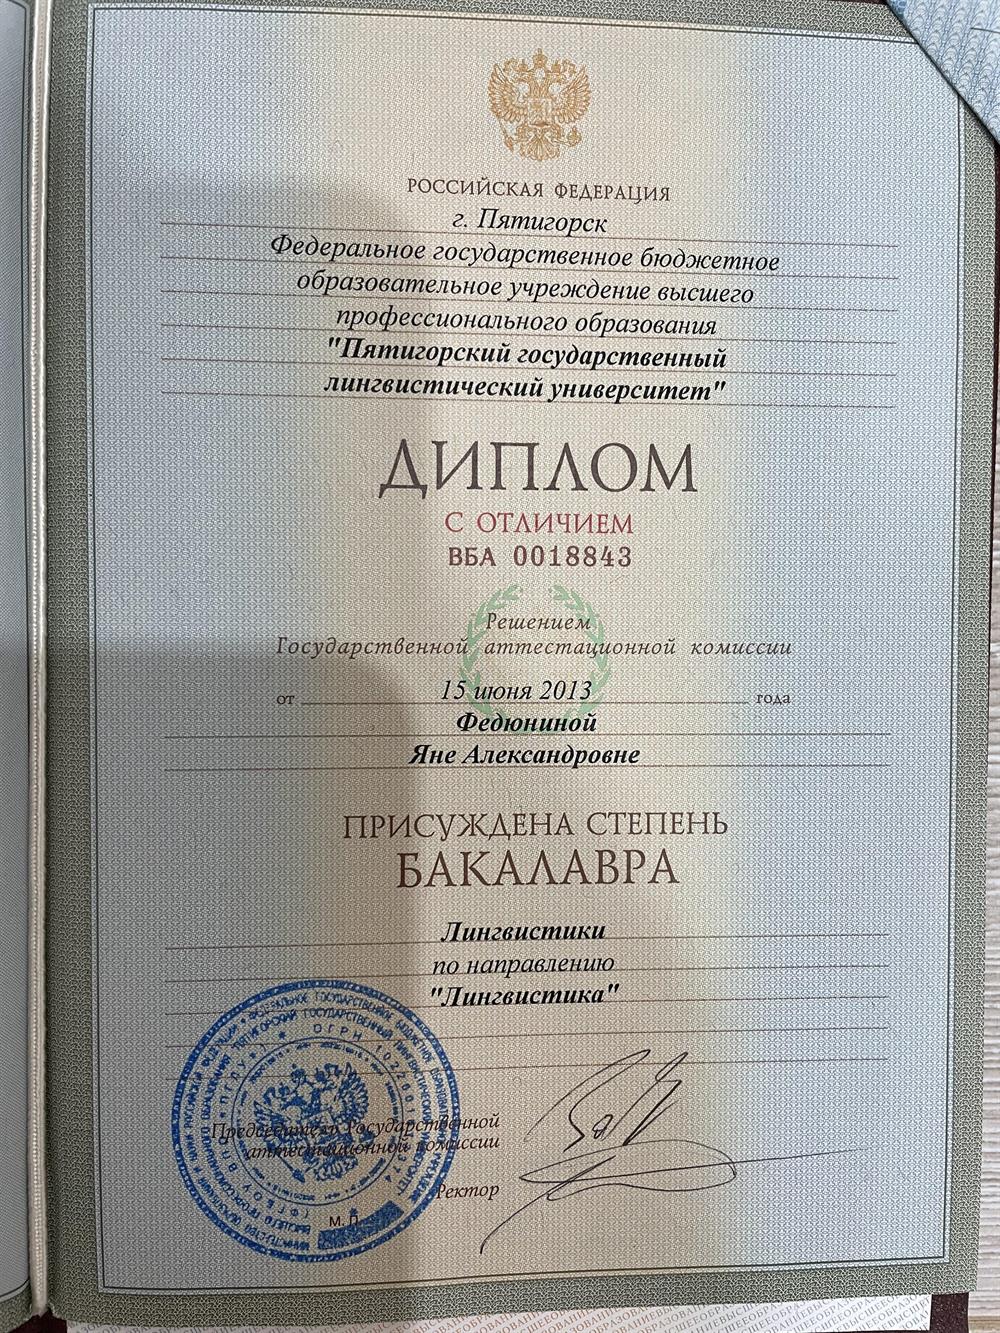 РОССИЙСКАЯ ФЕДЕРАЦИЯ
г. Пятигорск
Федеральное государственное бюджетное
образовательное учреждение высшего
профессионального образования
"Пятигорский государственный
лингвистический университет"
ДИПЛОМ
С ОТЛИЧИЕМ
ВБА 0018843
Решением
Государственной аттестационной комиссии
от 15 июня 2013 года
Федюниной
Яне Александровне
ПРИСУЖДЕНА СТЕПЕНЬ
БАКАЛАВРА
Лингвистики
по направлению
"Лингвистика"
Председатель Государственной
аттестационной комиссии
Ректор
М. П.